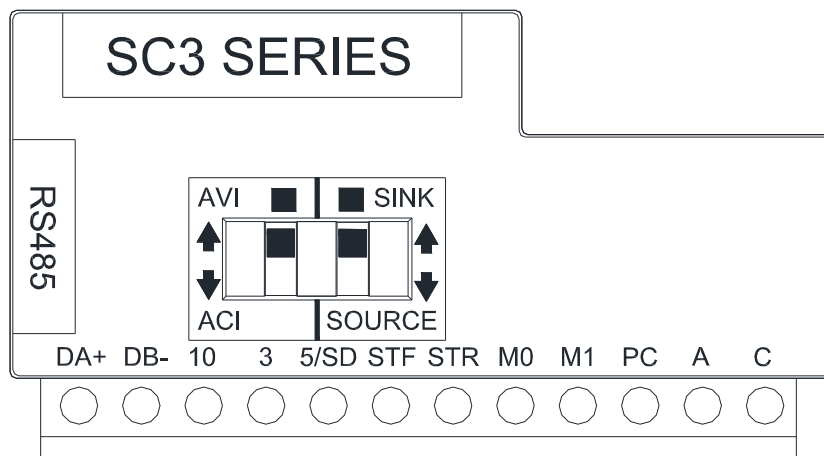 SC3 SERIES
RS485
AVI SINK
ACI SOURCE
DA+ DB- 10 3 5/SD STF STR M0 M1 PC A C